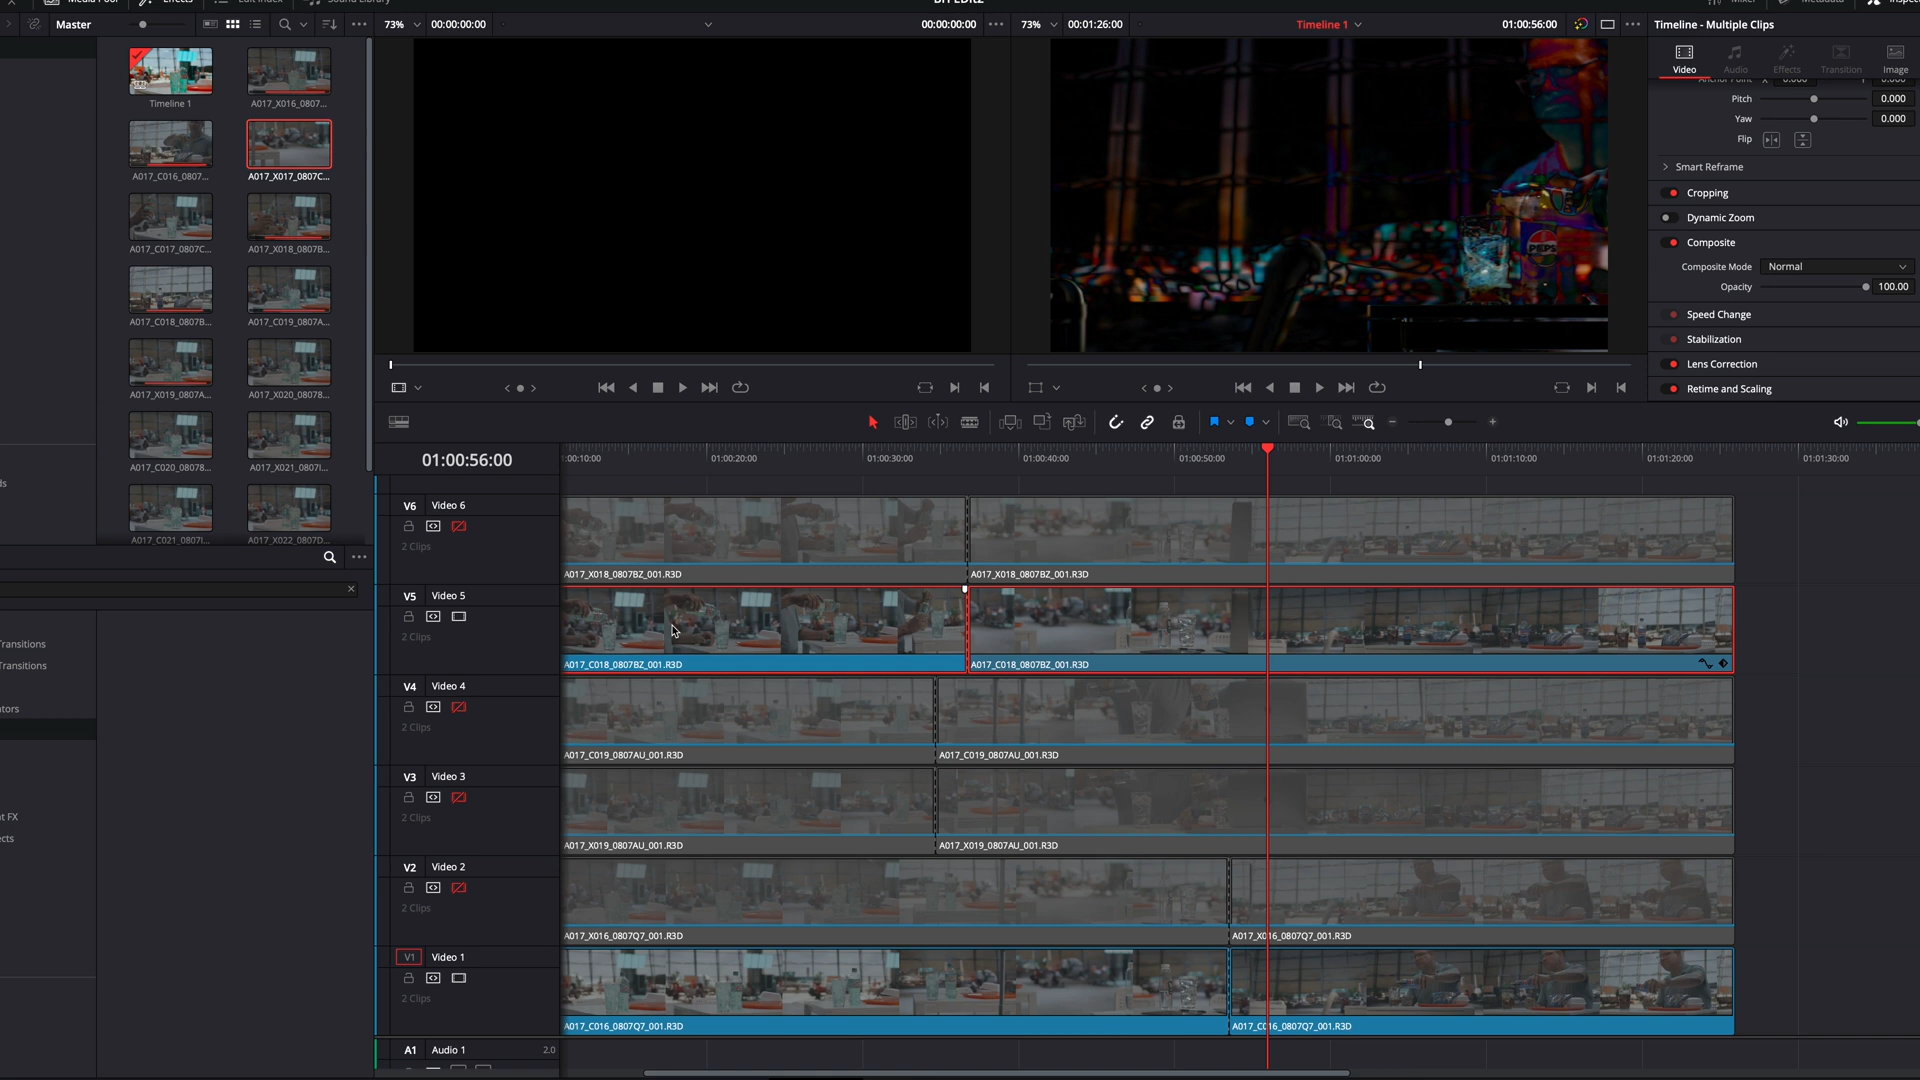 Master
73%
00:00:00:00
00:00:00:00
73%
00:01:26:00
Timeline 1
01:00:56:00
Timeline - Multiple Clips
Video
Audio
Effects
Transition
Image
Timeline 1
A017_X016_0807...
A017_C016_0807...
A017_X017_0807C...
A017_C017_0807C...
A017_X018_0807B...
A017_C018_0807B...
A017_C019_0807A...
A017_X019_0807A...
A017_X020_08078...
A017_C020_08078...
A017_X021_0807I...
A017_C021_0807I...
A017_X022_0807D...
PEPS
Pitch
0.000
Yaw
0.000
Flip
Smart Reframe
Cropping
Dynamic Zoom
Composite
Composite Mode
Normal
Opacity
100.00
Speed Change
Stabilization
Lens Correction
Retime and Scaling
ds
Transitions
Transitions
ators
t FX
cts
01:00:56:00
:00:10:00
01:00:20:00
01:00:30:00
01:00:40:00
01:00:50:00
01:01:00:00
01:01:10:00
01:01:20:00
01:01:30:00
V6 Video 6
2 Clips
A017_X018_0807BZ_001.R3D
A017_X018_0807BZ_001.R3D
V5 Video 5
2 Clips
A017_C018_0807BZ_001.R3D
A017_C018_0807BZ_001.R3D
V4 Video 4
2 Clips
A017_C019_0807AU_001.R3D
A017_C019_0807AU_001.R3D
V3 Video 3
2 Clips
A017_X019_0807AU_001.R3D
A017_X019_0807AU_001.R3D
V2 Video 2
2 Clips
A017_X016_0807Q7_001.R3D
A017_X016_0807Q7_001.R3D
V1 Video 1
2 Clips
A017_C016_0807Q7_001.R3D
A017_C016_0807Q7_001.R3D
A1 Audio 1 2.0